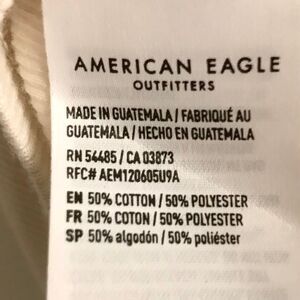 AMERICAN EAGLE
OUTFITTERS
MADE IN GUATEMALA / FABRIQUÉ AU
GUATEMALA / HECHO EN GUATEMALA
RN 54485 / CA 03873
RFC# AEM120605U9A
EN 50% COTTON / 50% POLYESTER
FR 50% COTON / 50% POLYESTER
SP 50% algodón / 50% poliéster